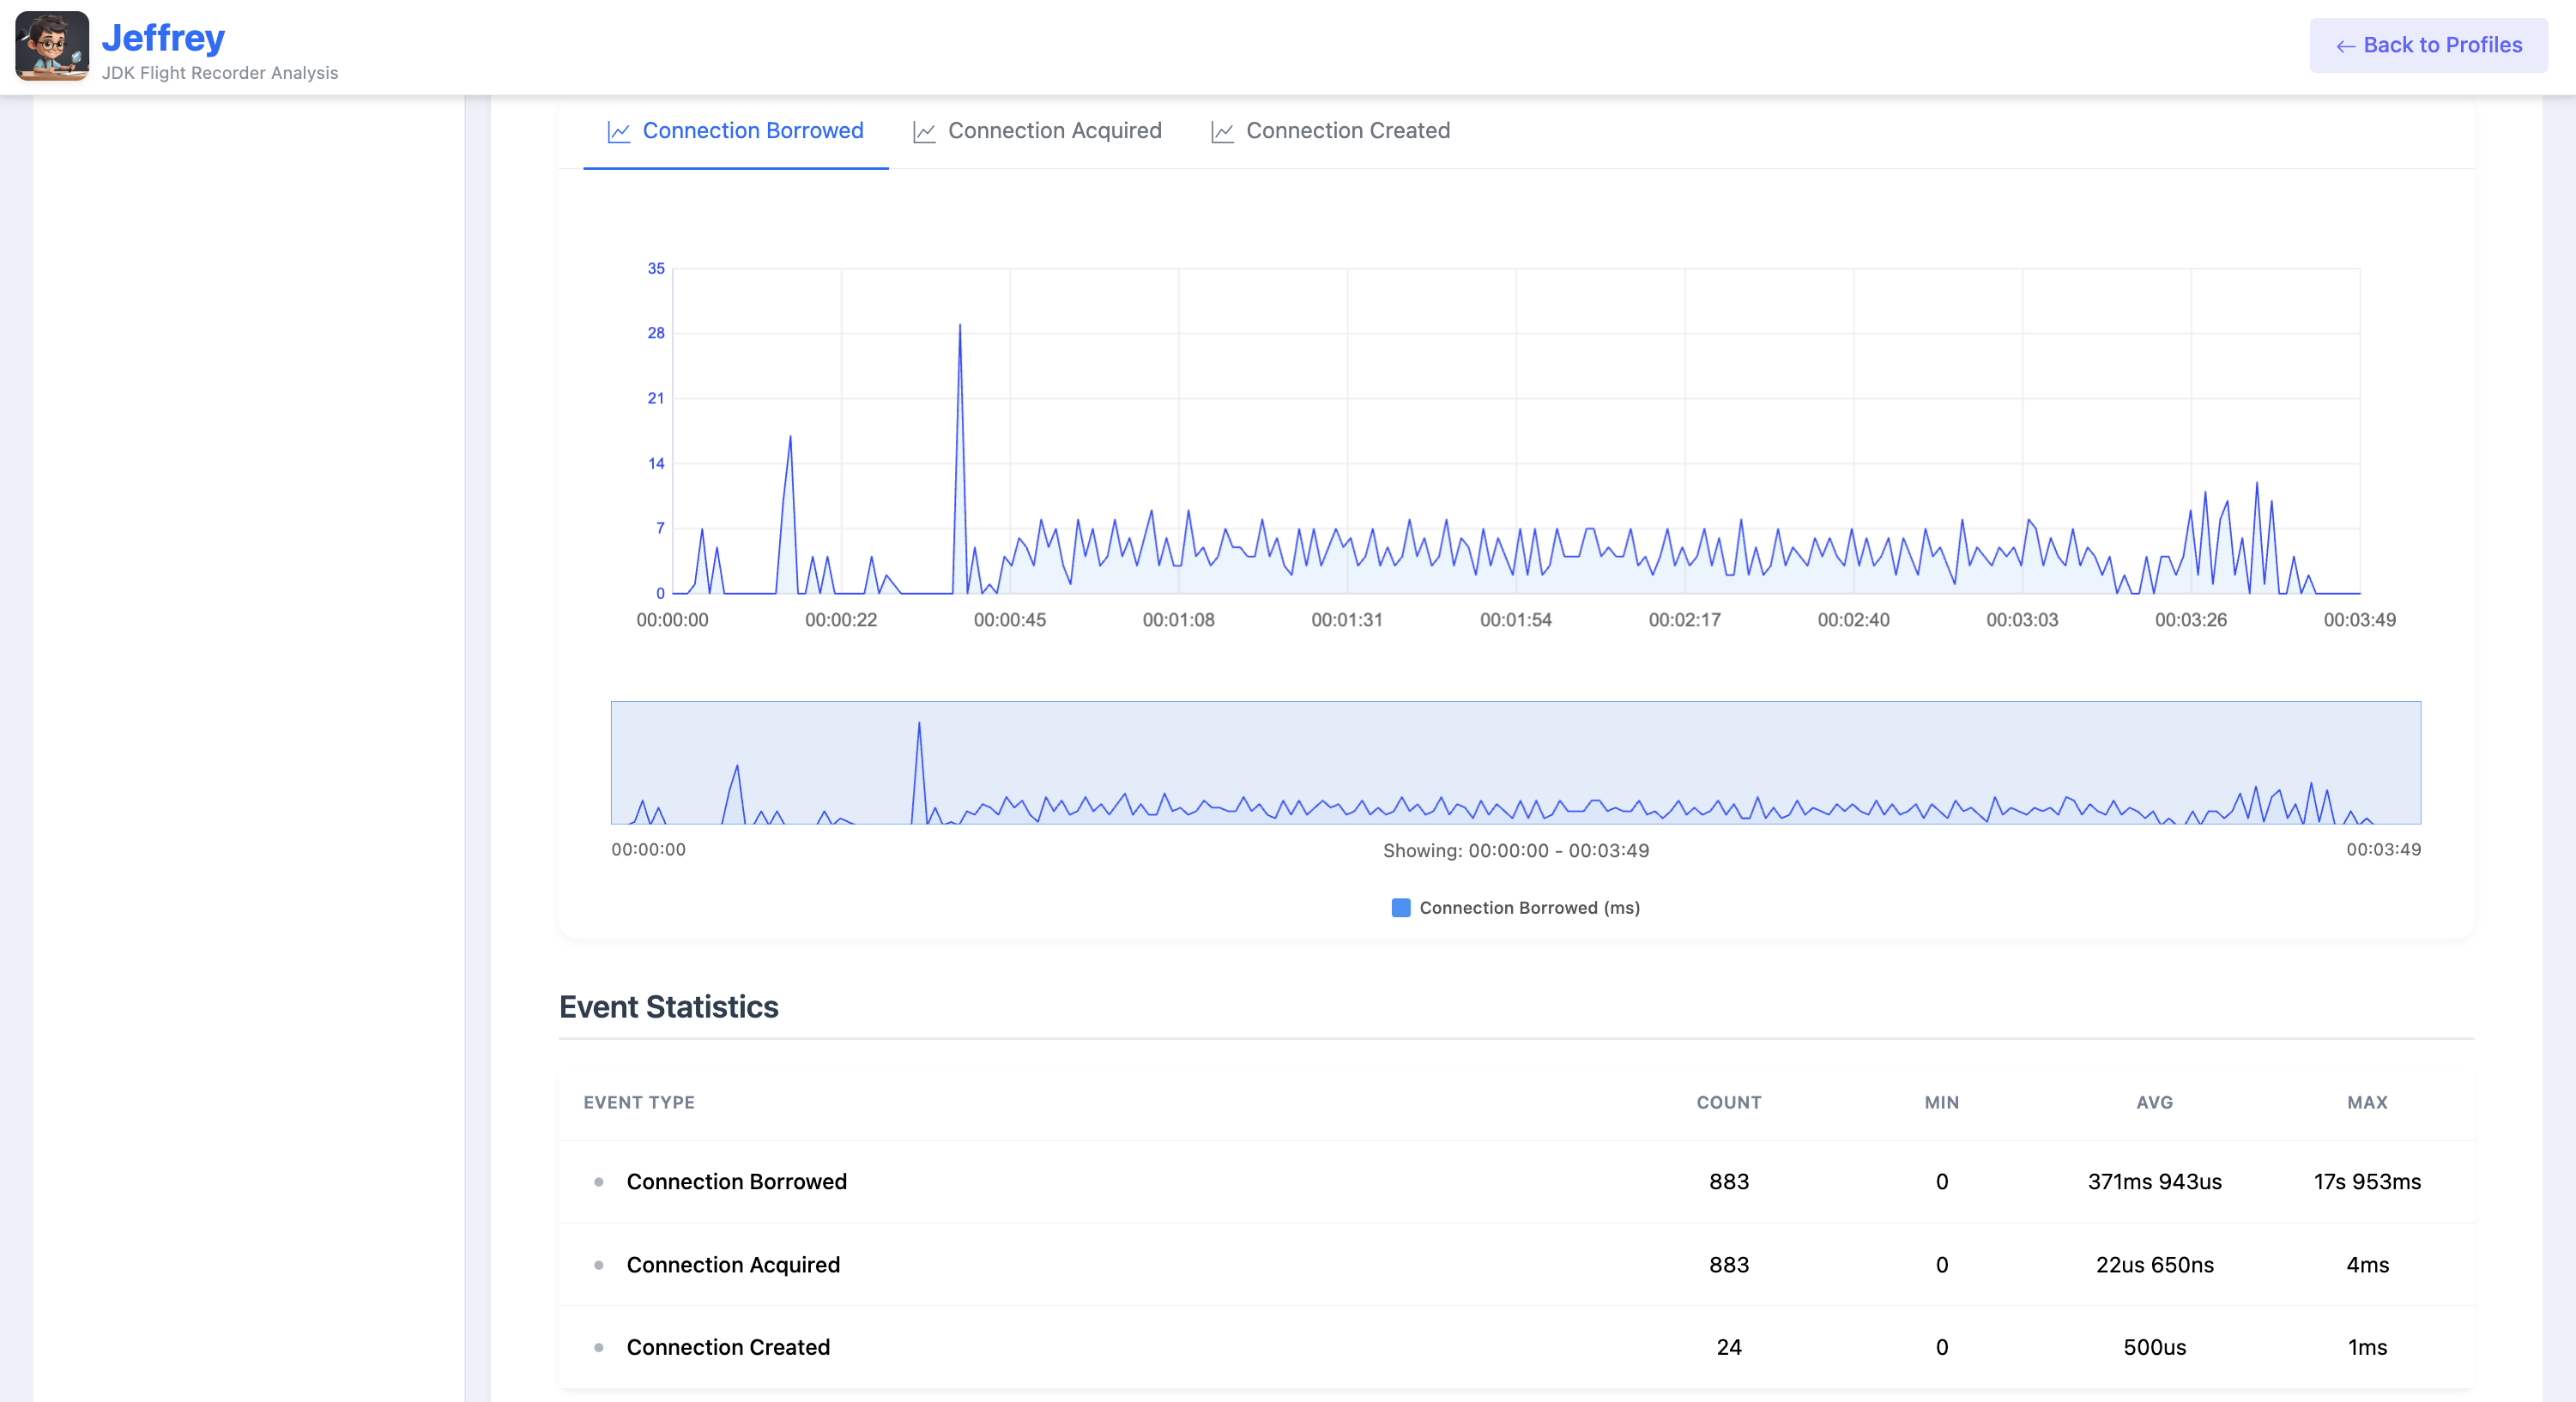 Jeffrey
JDK Flight Recorder Analysis
← Back to Profiles
Connection Borrowed
Connection Acquired
Connection Created
35
28
21
14
7
0
00:00:00 00:00:22 00:00:45 00:01:08 00:01:31 00:01:54 00:02:17 00:02:40 00:03:03 00:03:26 00:03:49
00:00:00 Showing: 00:00:00 - 00:03:49 00:03:49
Connection Borrowed (ms)
Event Statistics
EVENT TYPE COUNT MIN AVG MAX
Connection Borrowed 883 0 371ms 943us 17s 953ms
Connection Acquired 883 0 22us 650ns 4ms
Connection Created 24 0 500us 1ms